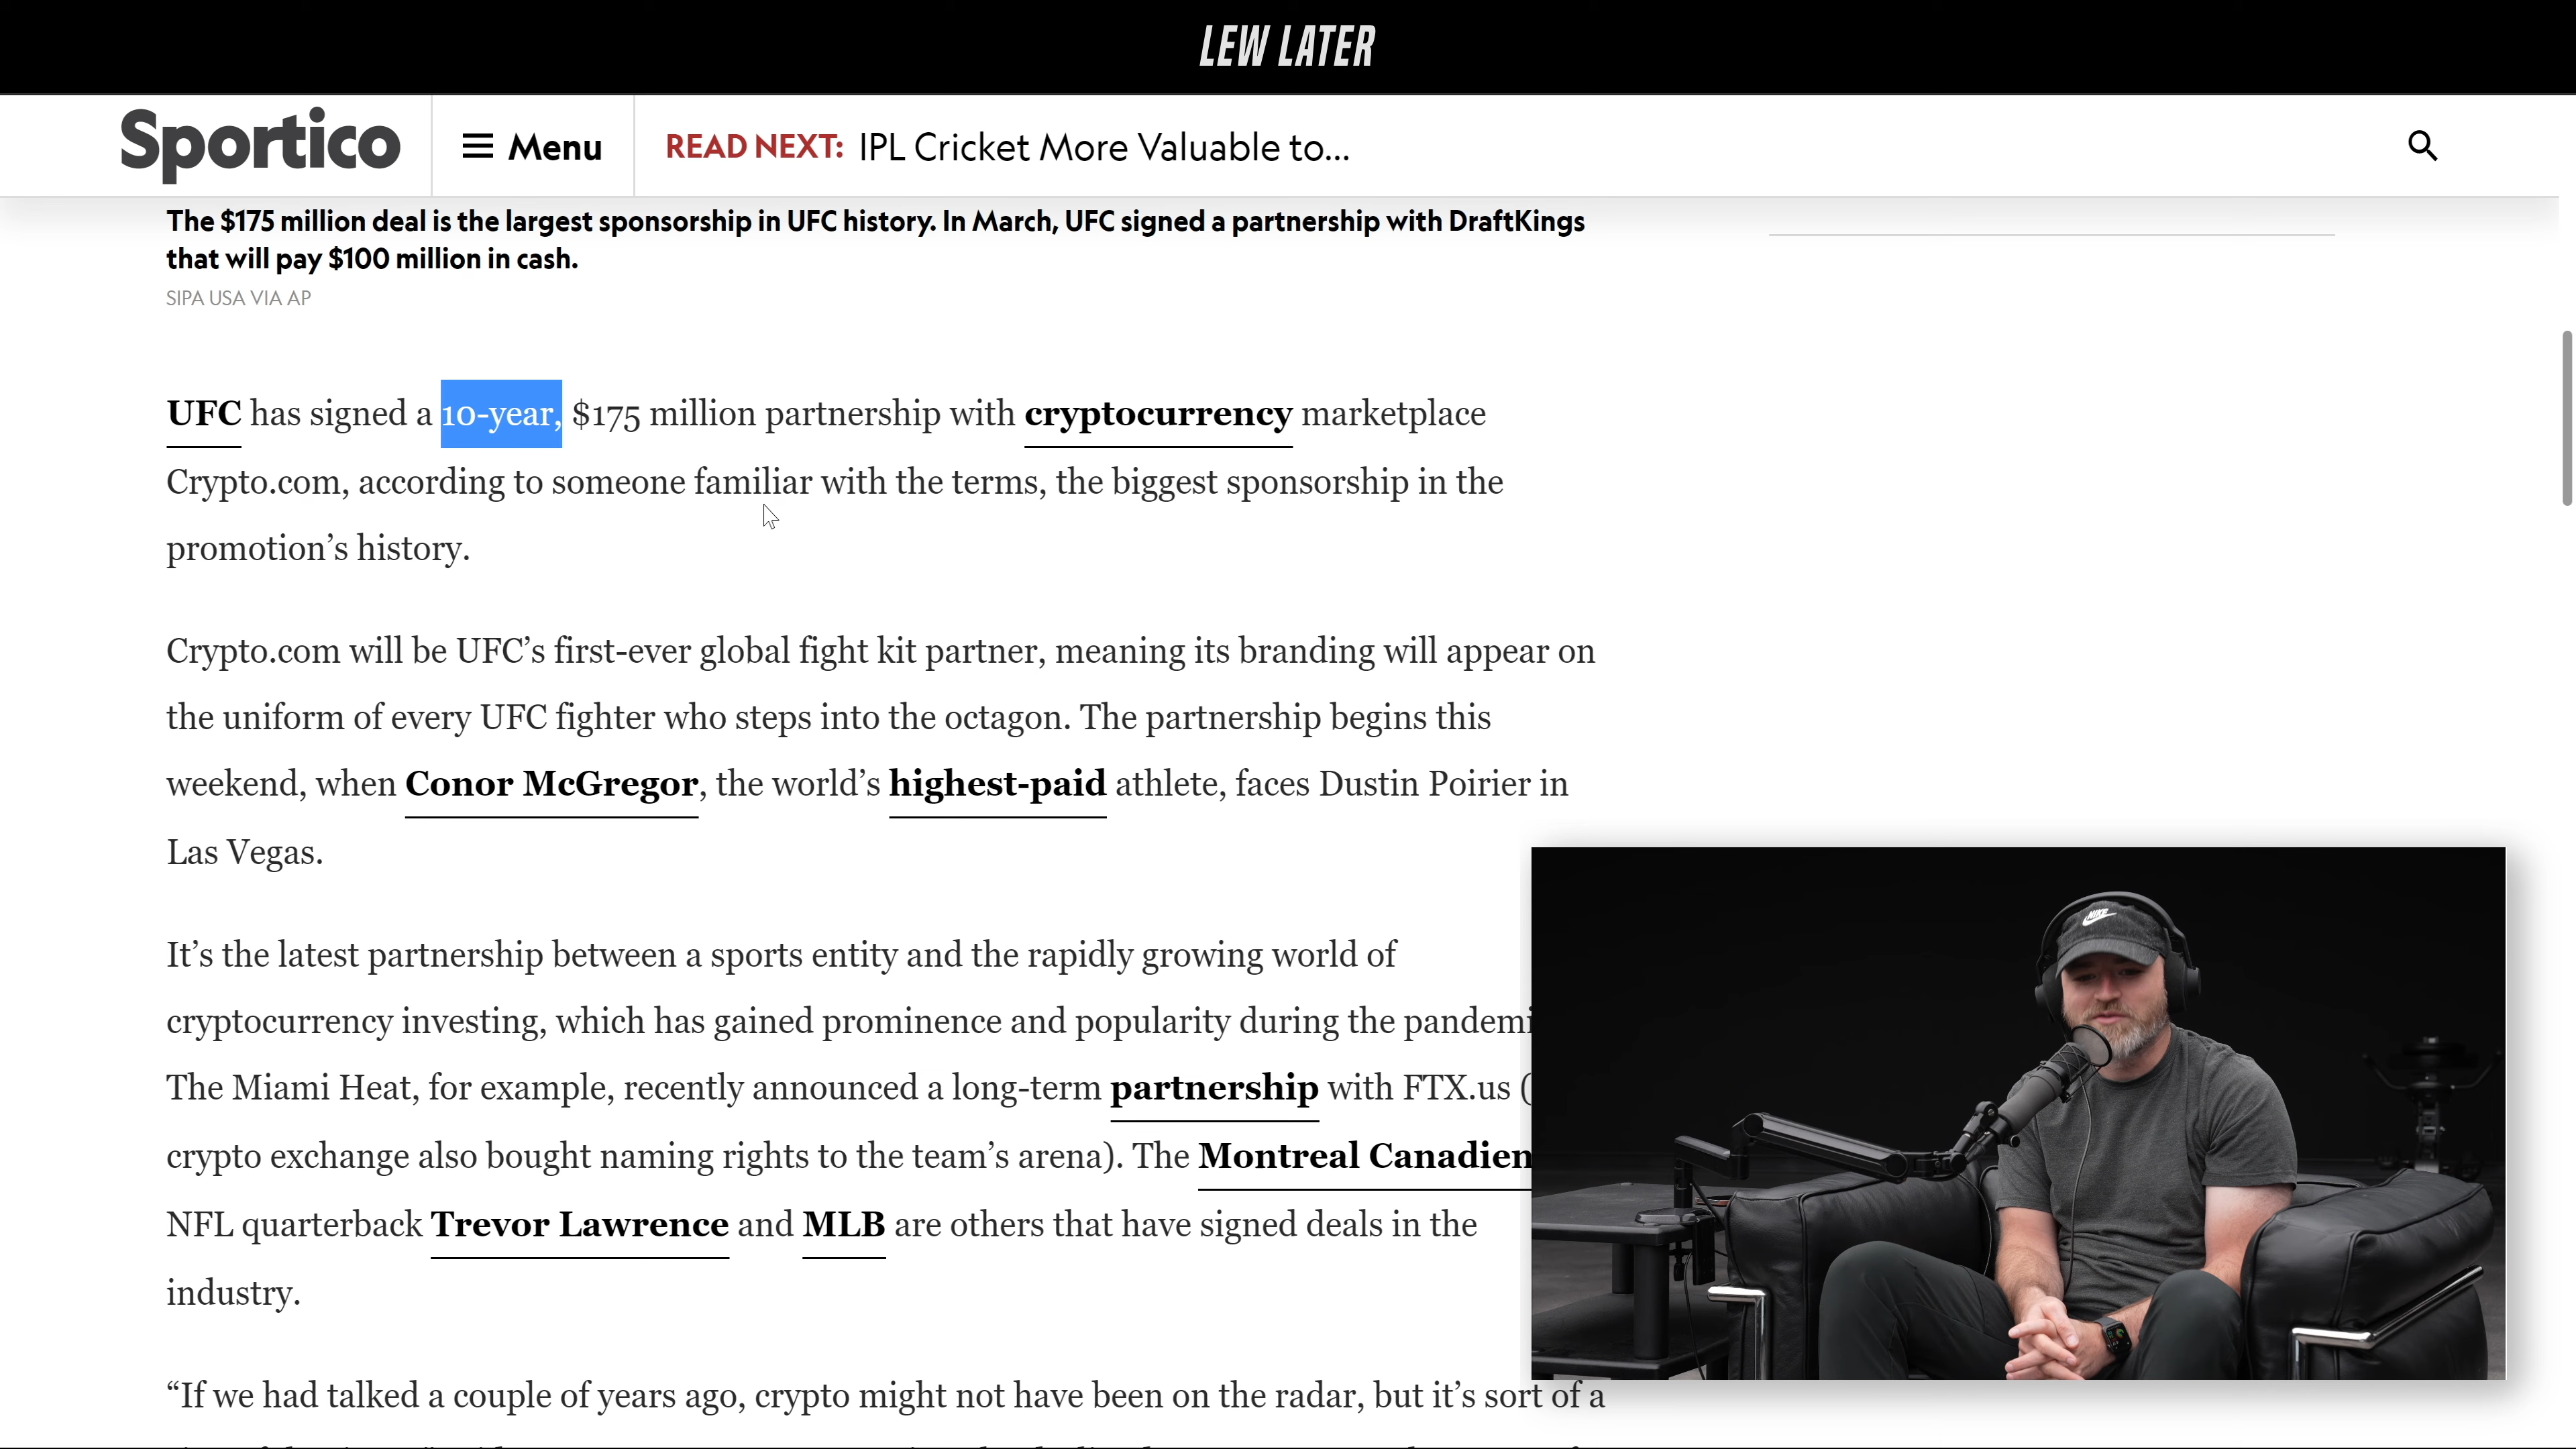 LEW LATER
Sportico
Menu
READ NEXT: IPL Cricket More Valuable to...
The $175 million deal is the largest sponsorship in UFC history. In March, UFC signed a partnership with DraftKings
that will pay $100 million in cash.
SIPA USA VIA AP
UFC has signed a 10-year, $175 million partnership with cryptocurrency marketplace
Crypto.com, according to someone familiar with the terms, the biggest sponsorship in the
promotion’s history.
Crypto.com will be UFC’s first-ever global fight kit partner, meaning its branding will appear on
the uniform of every UFC fighter who steps into the octagon. The partnership begins this
weekend, when Conor McGregor, the world’s highest-paid athlete, faces Dustin Poirier in
Las Vegas.
It’s the latest partnership between a sports entity and the rapidly growing world of
cryptocurrency investing, which has gained prominence and popularity during the pandemi
The Miami Heat, for example, recently announced a long-term partnership with FTX.us (
crypto exchange also bought naming rights to the team’s arena). The Montreal Canadien
NFL quarterback Trevor Lawrence and MLB are others that have signed deals in the
industry.
“If we had talked a couple of years ago, crypto might not have been on the radar, but it’s sort of a
NIKE